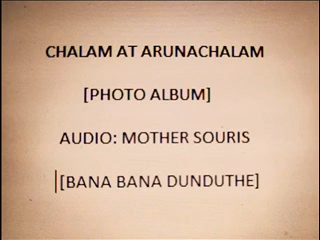 CHALAM AT ARUNACHALAM
[PHOTO ALBUM]
AUDIO: MOTHER SOURIS
[BANA BANA DUNDUTHE]